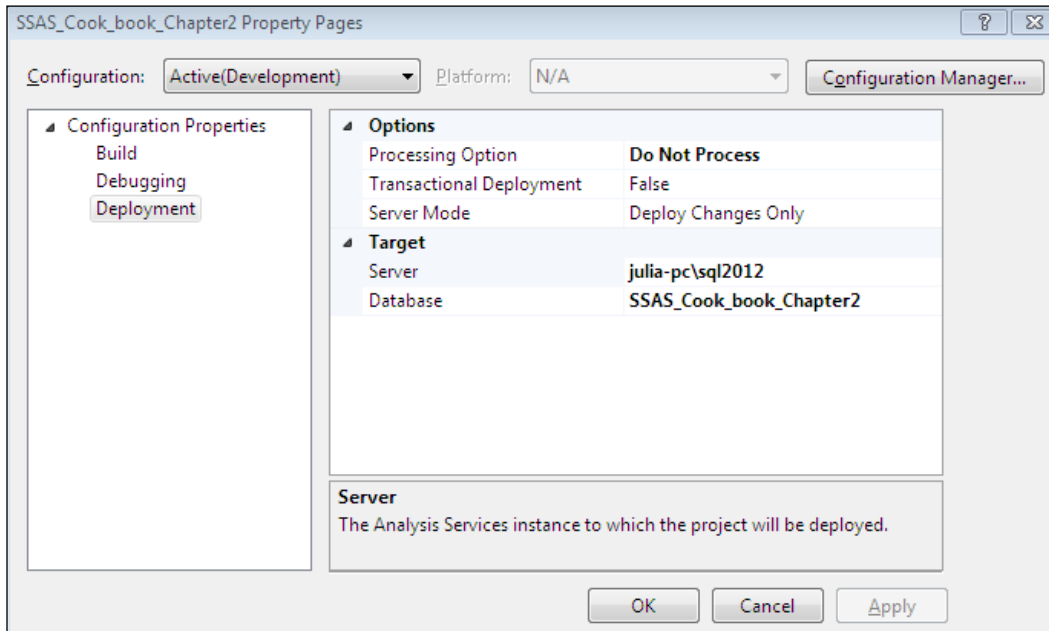 SSAS_Cook_book_Chapter2 Property Pages
Configuration: Active(Development) Platform: N/A Configuration Manager...
Configuration Properties
Build
Debugging
Deployment
Options
Processing Option Do Not Process
Transactional Deployment False
Server Mode Deploy Changes Only
Target
Server julia-pc\sql2012
Database SSAS_Cook_book_Chapter2
Server
The Analysis Services instance to which the project will be deployed.
OK Cancel Apply